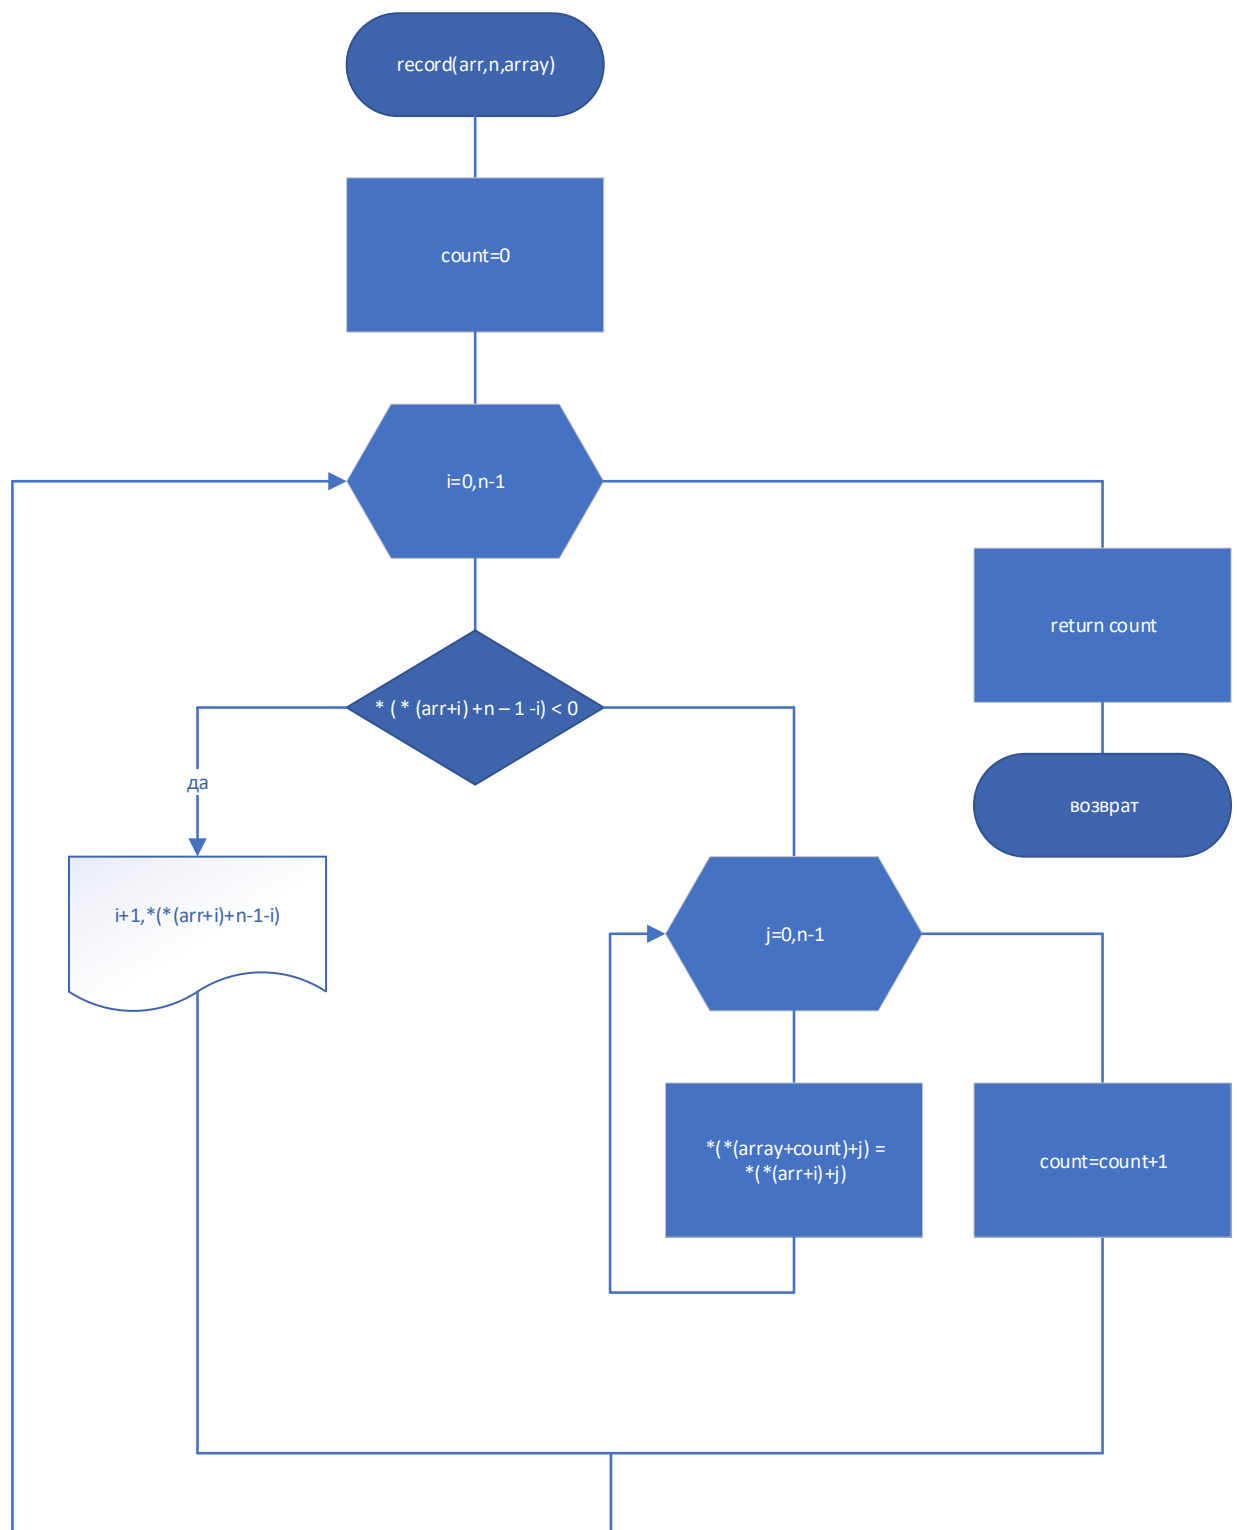 record(arr,n,array)
count=0
i=0,n-1
return count
* ( * (arr+i) +n – 1 -i) < 0
да
возврат
i+1,*(*(arr+i)+n-1-i)
j=0,n-1
*(*(array+count)+j) =
*(*(arr+i)+j)
count=count+1